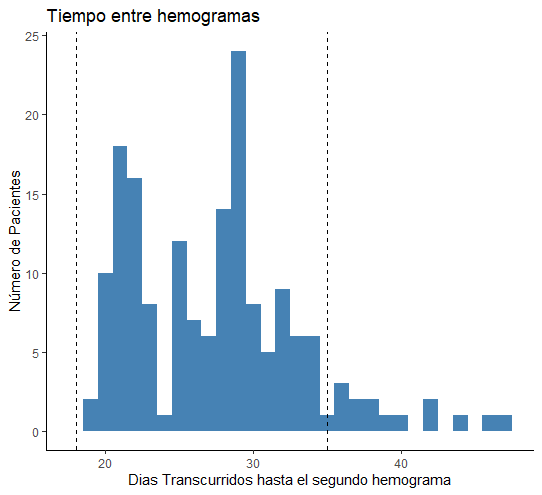 Tiempo entre hemogramas
25
20
15
10
5
0
Número de Pacientes
20 30 40
Dias Transcurridos hasta el segundo hemograma